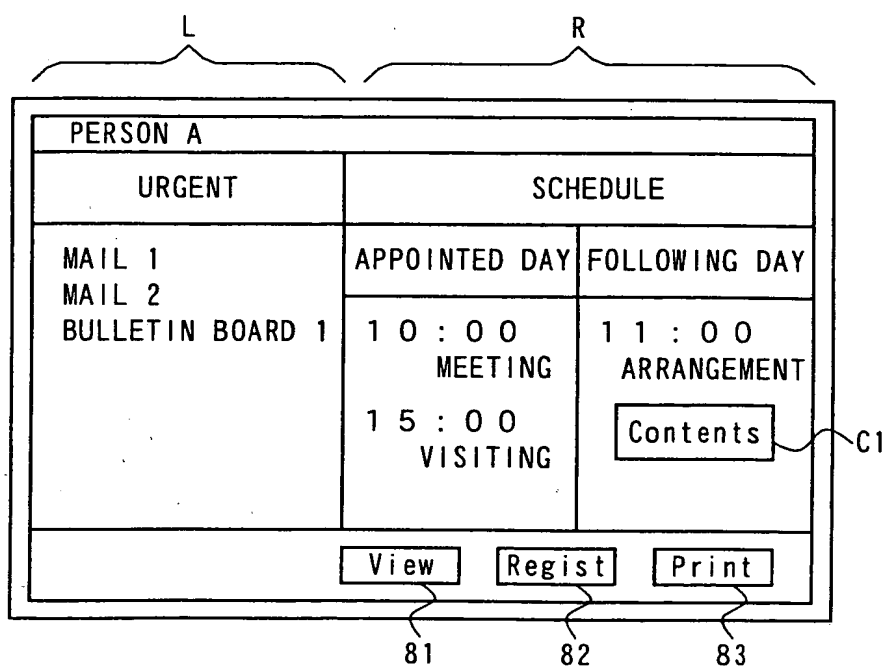 L R
PERSON A
URGENT SCHEDULE
MAIL 1
MAIL 2
BULLETIN BOARD 1
APPOINTED DAY
10:00
MEETING
15:00
VISITING
FOLLOWING DAY
11:00
ARRANGEMENT
Contents
C1
View Regist Print
81 82 83